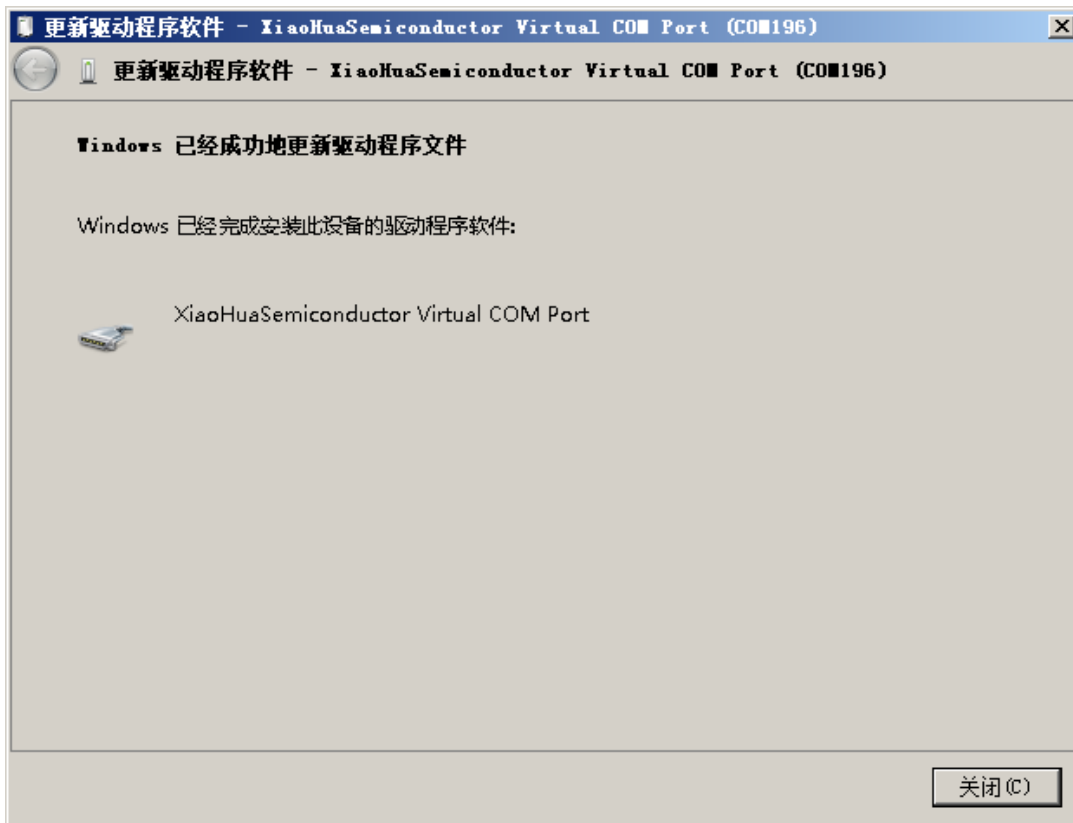 更新驱动程序软件 - XiaoHuaSemiconductor Virtual COM Port (COM196)
更新驱动程序软件 - XiaoHuaSemiconductor Virtual COM Port (COM196)
Windows 已经成功地更新驱动程序文件
Windows 已经完成安装此设备的驱动程序软件:
XiaoHuaSemiconductor Virtual COM Port
关闭(C)